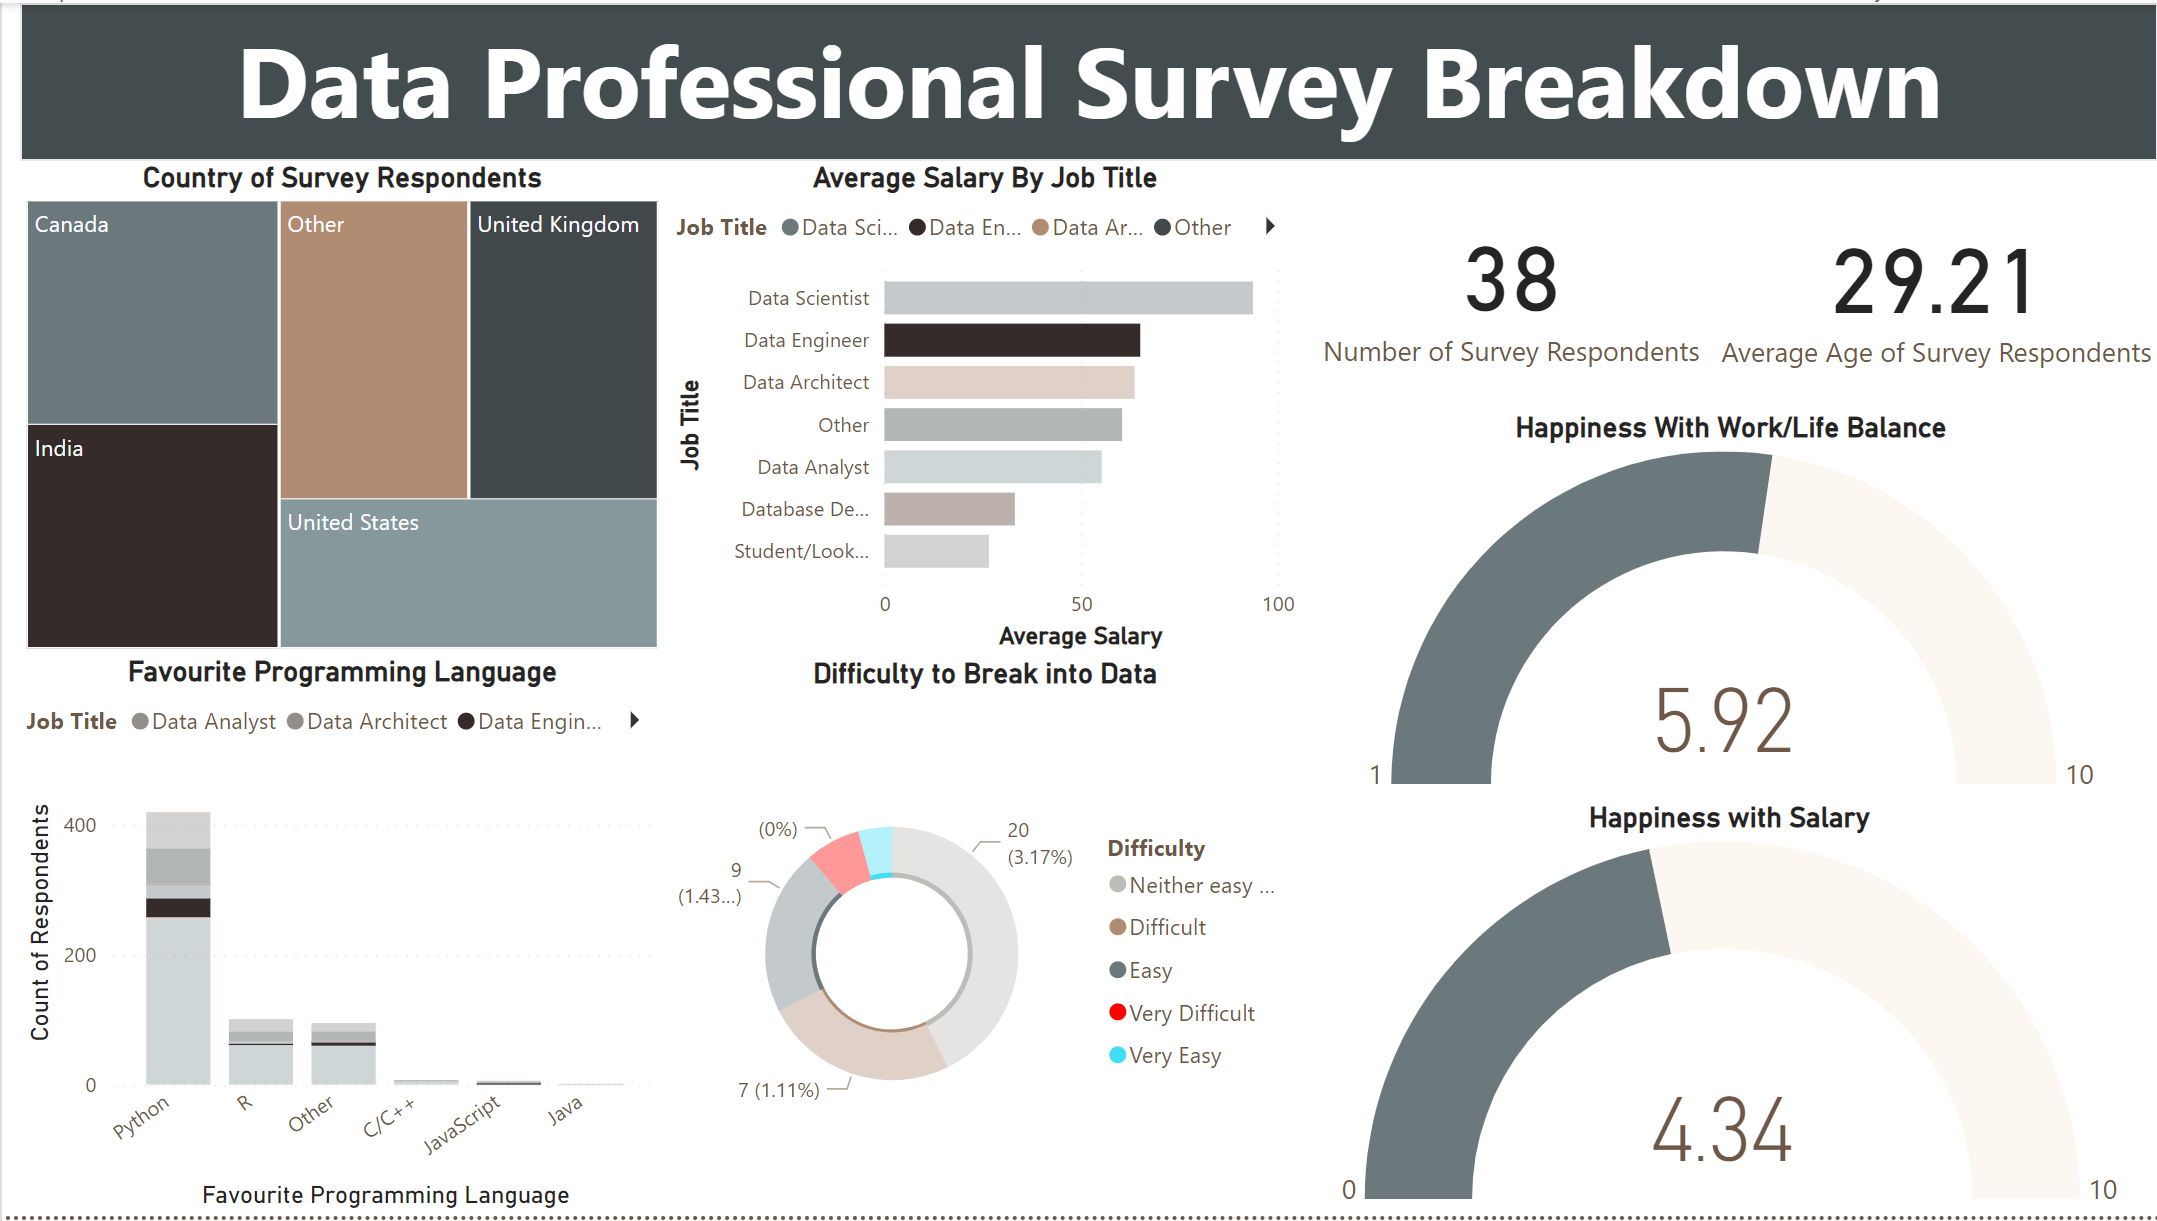 Data Professional Survey Breakdown
Country of Survey Respondents
Canada
Other
United Kingdom
India
United States
Average Salary By Job Title
Job Title Data Sci... Data En... Data Ar... Other
Job Title
Data Scientist
Data Engineer
Data Architect
Other
Data Analyst
Database De...
Student/Look...
0 50 100
Average Salary
38
Number of Survey Respondents
29.21
Average Age of Survey Respondents
Happiness With Work/Life Balance
5.92
1 10
Favourite Programming Language
Job Title Data Analyst Data Architect Data Engin...
Count of Respondents
400
200
0
Python R Other C/C++ JavaScript Java
Favourite Programming Language
Difficulty to Break into Data
(0%)
20
(3.17%)
9
(1.43...)
7 (1.11%)
Difficulty
Neither easy ...
Difficult
Easy
Very Difficult
Very Easy
Happiness with Salary
4.34
0 10